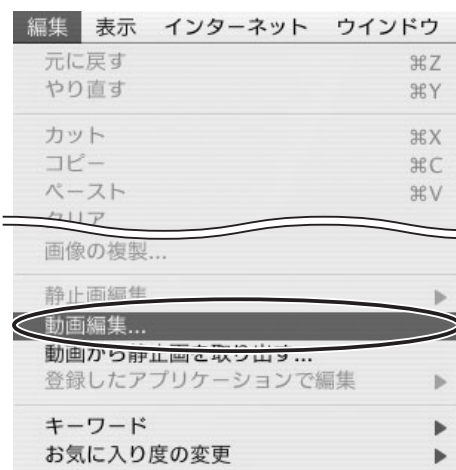 編集 表示 インターネット ウインドウ
元に戻す ⌘Z
やり直す ⌘Y
カット ⌘X
コピー ⌘C
ペースト ⌘V
クリア
画像の複製...
静止画編集 ▶
動画編集...
動画から静止画を取り出す...
登録したアプリケーションで編集 ▶
キーワード ▶
お気に入り度の変更 ▶